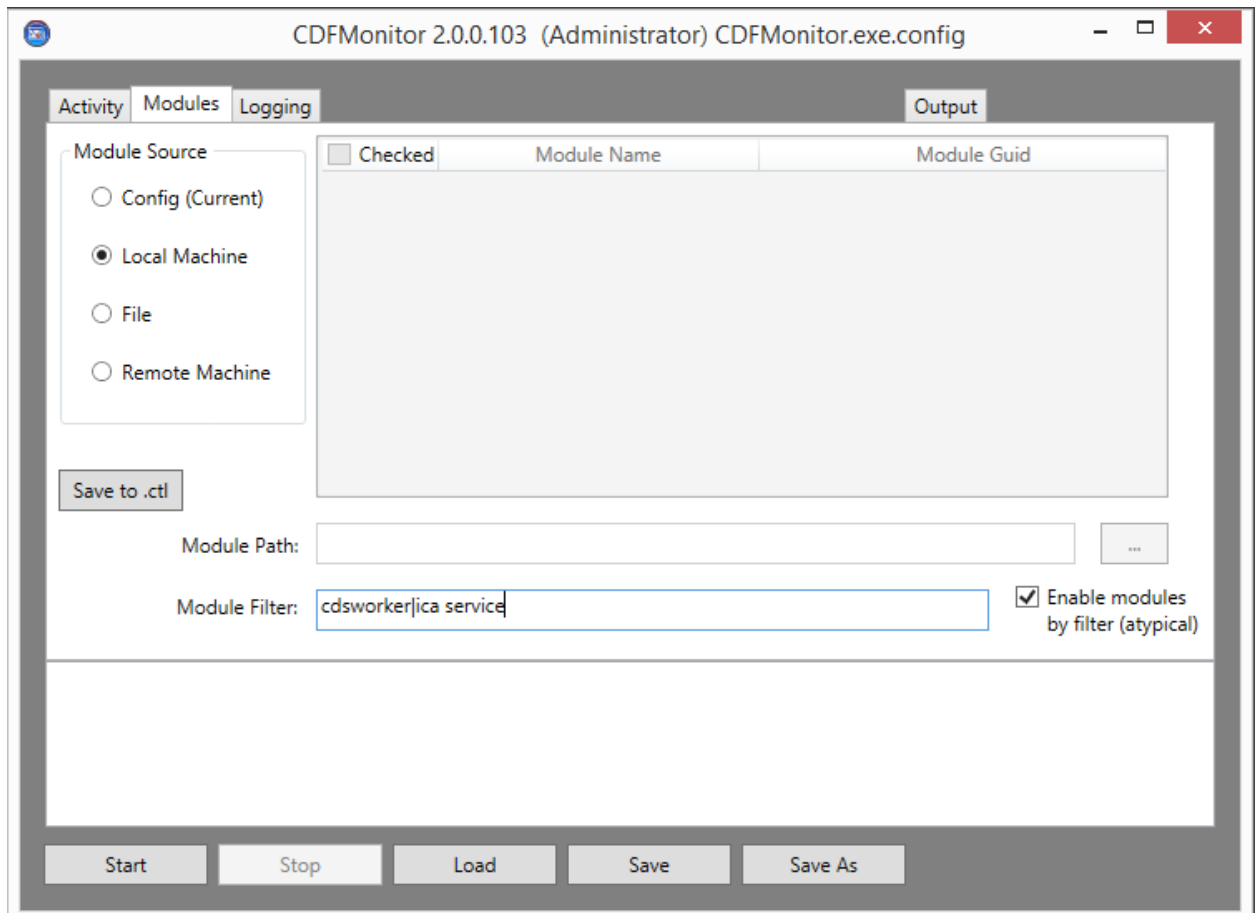 CDFMonitor 2.0.0.103 (Administrator) CDFMonitor.exe.config
Activity Modules Logging Output
Module Source
Checked Module Name Module Guid
Config (Current)
Local Machine
File
Remote Machine
Save to .ctl
Module Path: ...
Module Filter: cdsworker|ica service
Enable modules
by filter (atypical)
Start Stop Load Save Save As